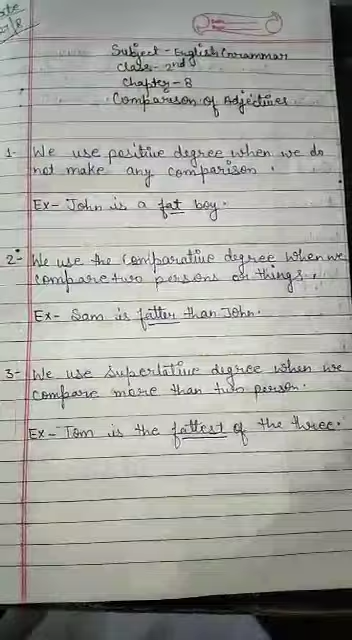 27/8
Subject - English Grammar
Class - 2nd
Chapter - 8
Comparison of Adjectives
1- We use positive degree when we do
not make any comparison.
Ex- John is a fat boy.
2- We use the comparative degree when we
compare two persons or things.
Ex- Sam is fatter than John.
3- We use superlative degree when we
compare more than two person.
Ex- Tom is the fattest of the three.